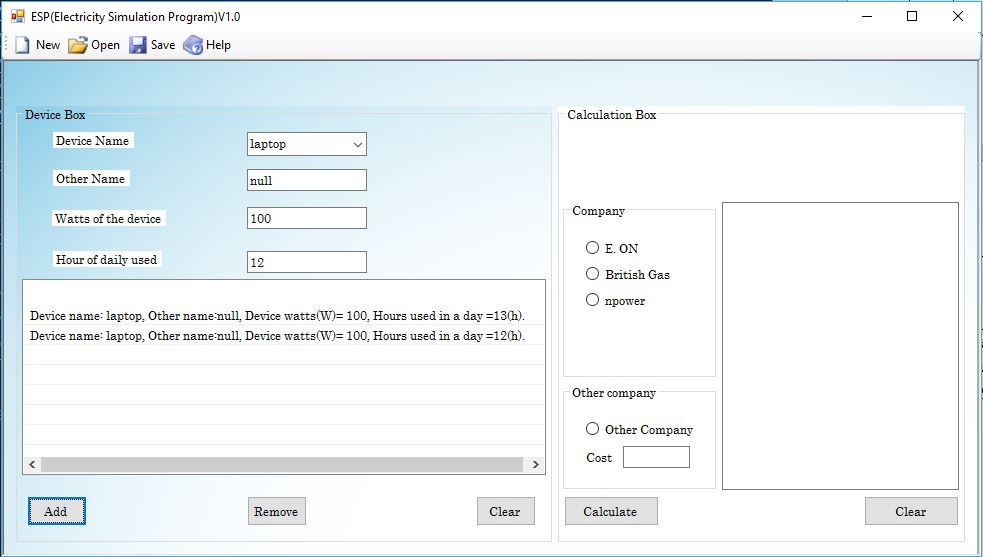 ESP(Electricity Simulation Program)V1.0
New Open Save Help
Device Box
Device Name laptop
Other Name null
Watts of the device 100
Hour of daily used 12
Device name: laptop, Other name:null, Device watts(W)= 100, Hours used in a day =13(h).
Device name: laptop, Other name:null, Device watts(W)= 100, Hours used in a day =12(h).
Add Remove Clear
Calculation Box
Company
E. ON
British Gas
npower
Other company
Other Company
Cost
Calculate Clear